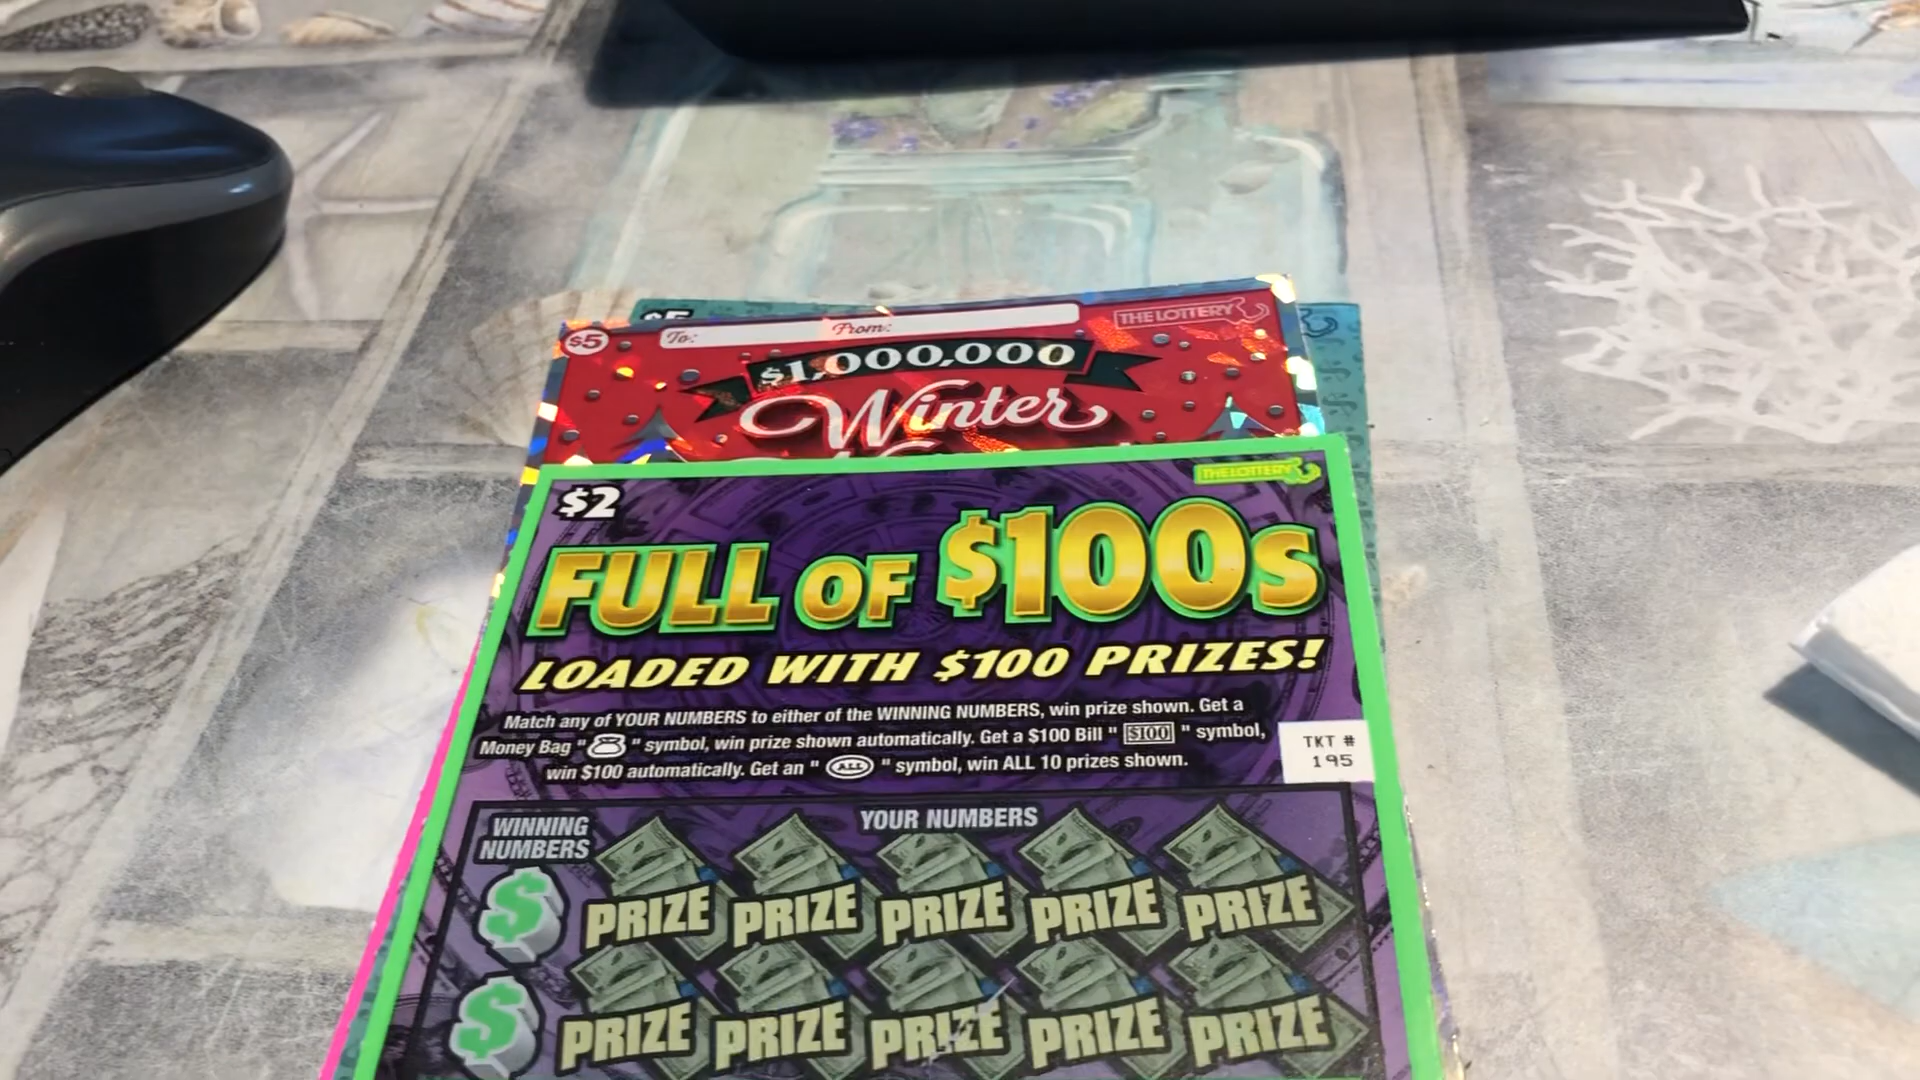 $5
$5
To:
From:
THE LOTTERY
$1,000,000
Winter
THE LOTTERY
$2
FULL OF $100s
LOADED WITH $100 PRIZES!
Match any of YOUR NUMBERS to either of the WINNING NUMBERS, win prize shown. Get a
Money Bag " " symbol, win prize shown automatically. Get a $100 Bill " $100 " symbol,
win $100 automatically. Get an " ALL " symbol, win ALL 10 prizes shown.
TKT #
195
WINNING
NUMBERS
YOUR NUMBERS
$ PRIZE PRIZE PRIZE PRIZE PRIZE
$ PRIZE PRIZE PRIZE PRIZE PRIZE